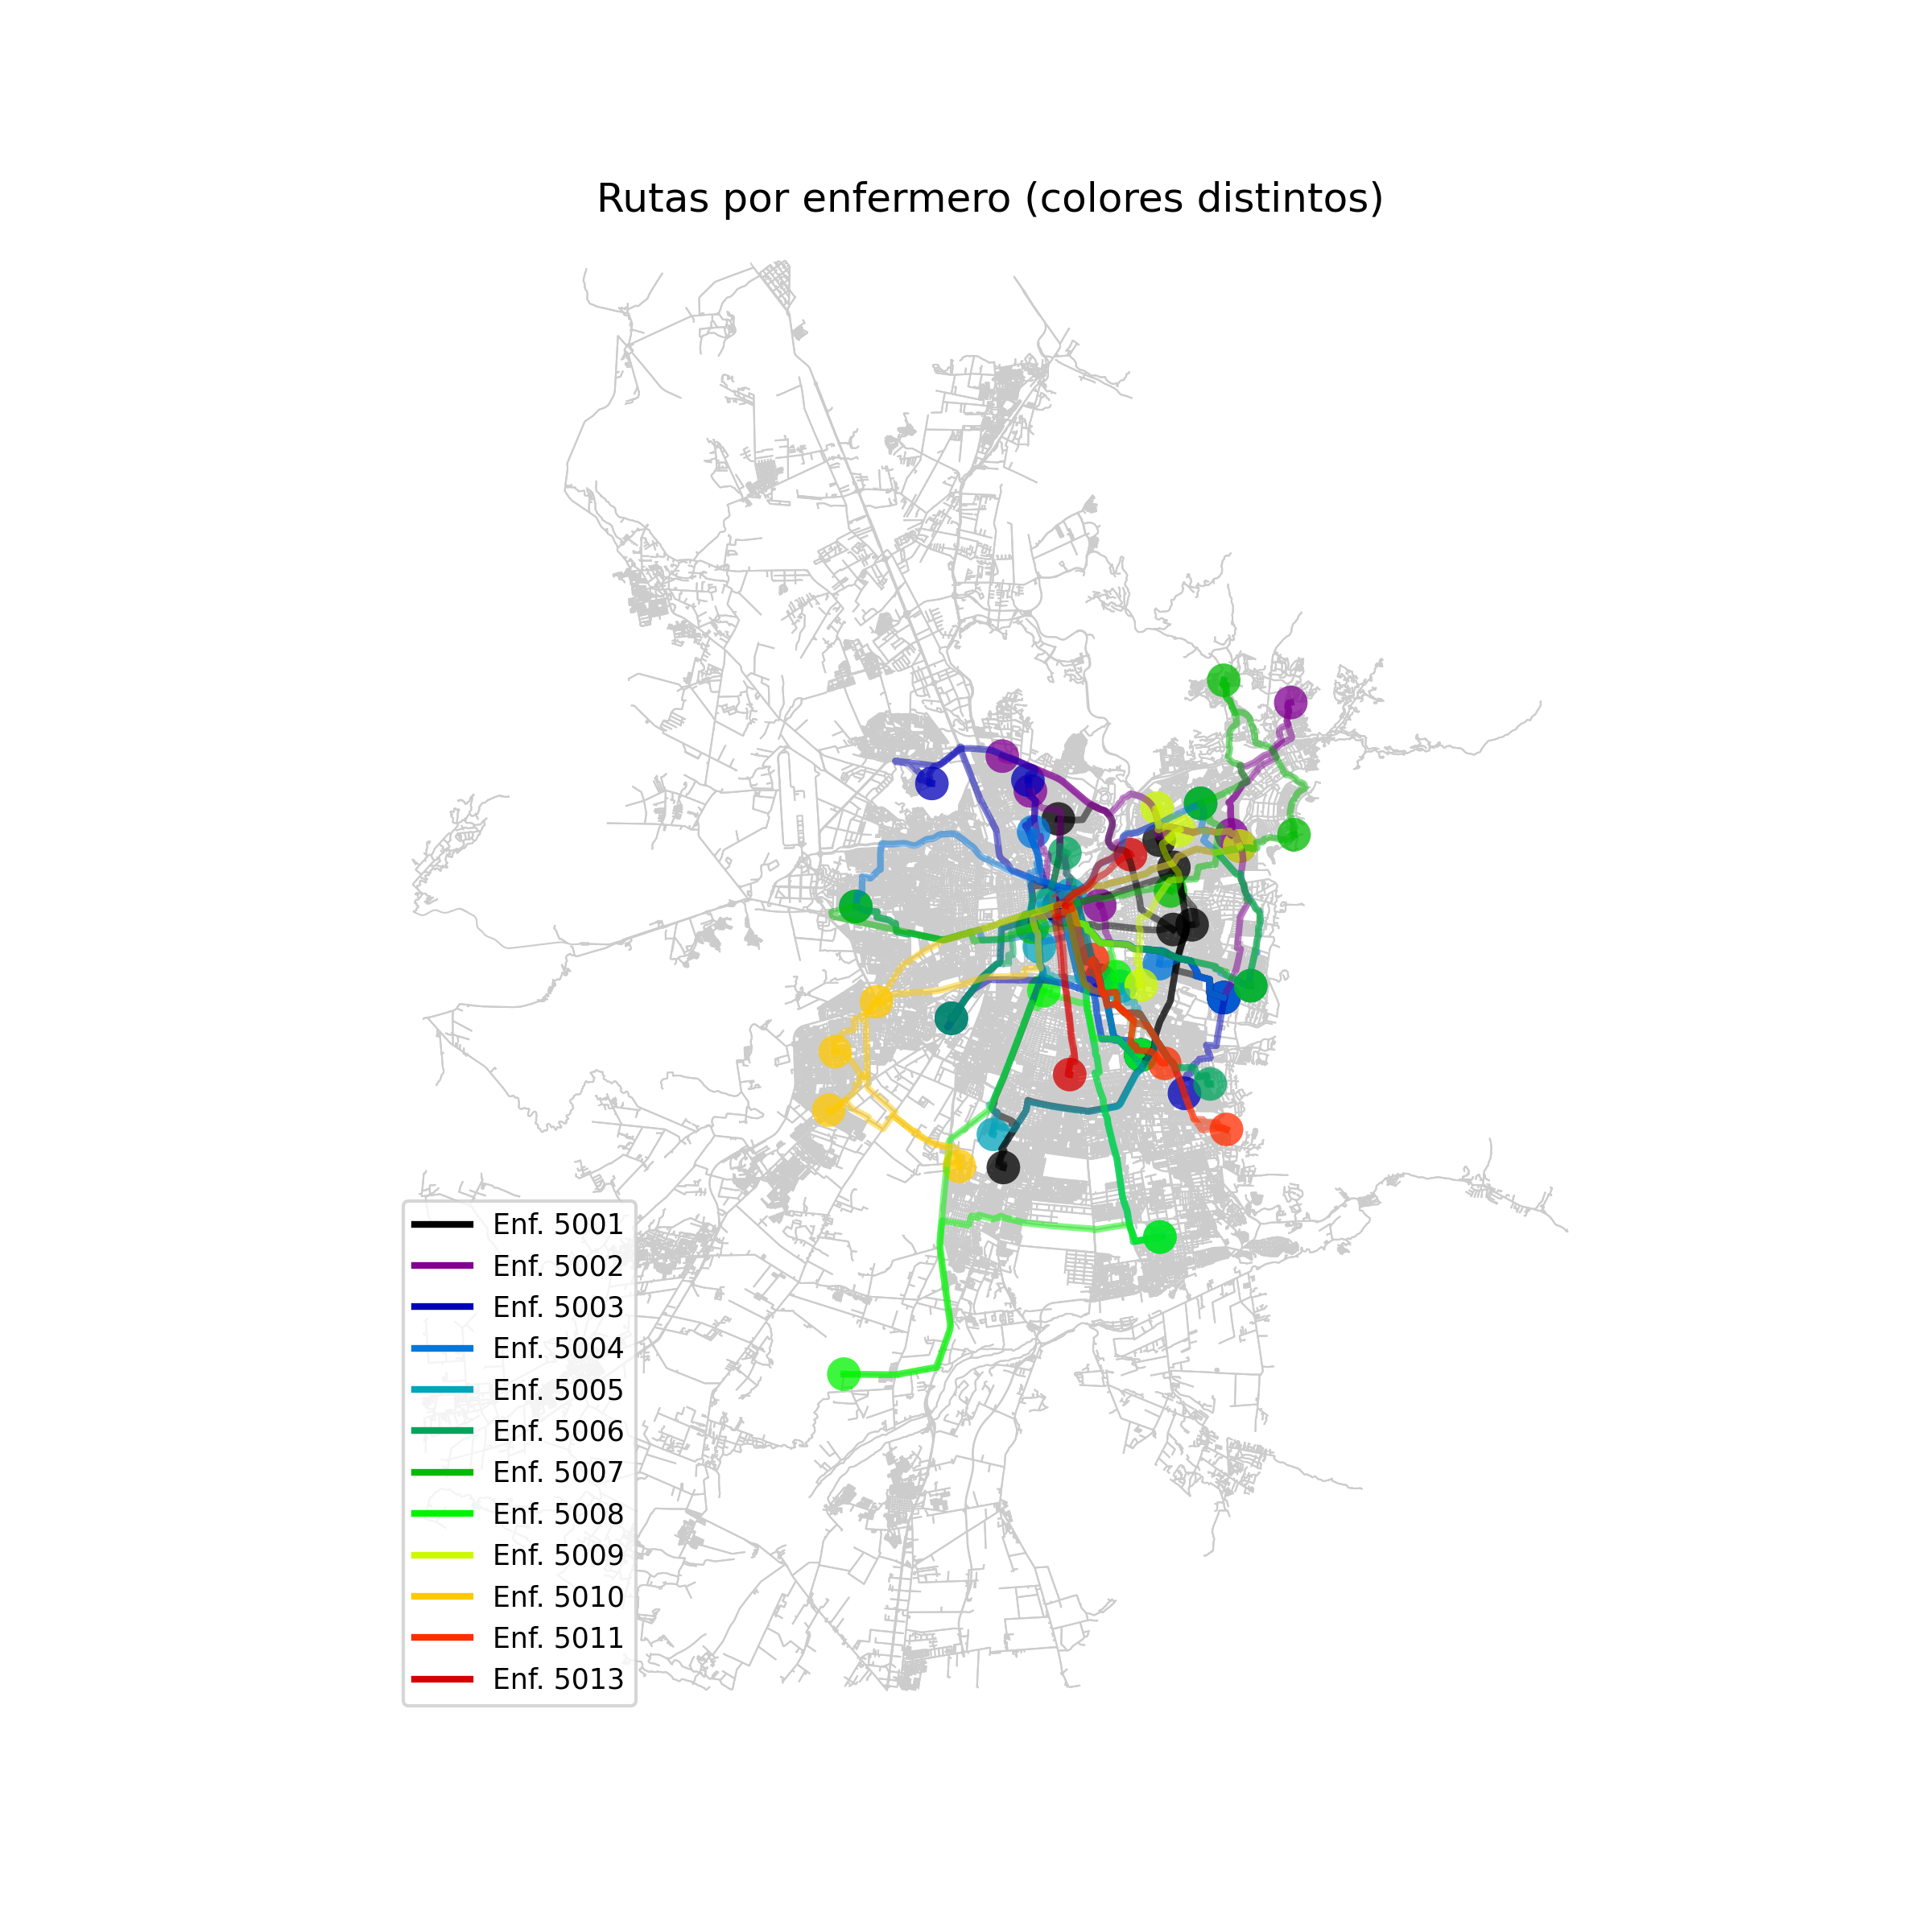 Rutas por enfermero (colores distintos)
Enf. 5001
Enf. 5002
Enf. 5003
Enf. 5004
Enf. 5005
Enf. 5006
Enf. 5007
Enf. 5008
Enf. 5009
Enf. 5010
Enf. 5011
Enf. 5013